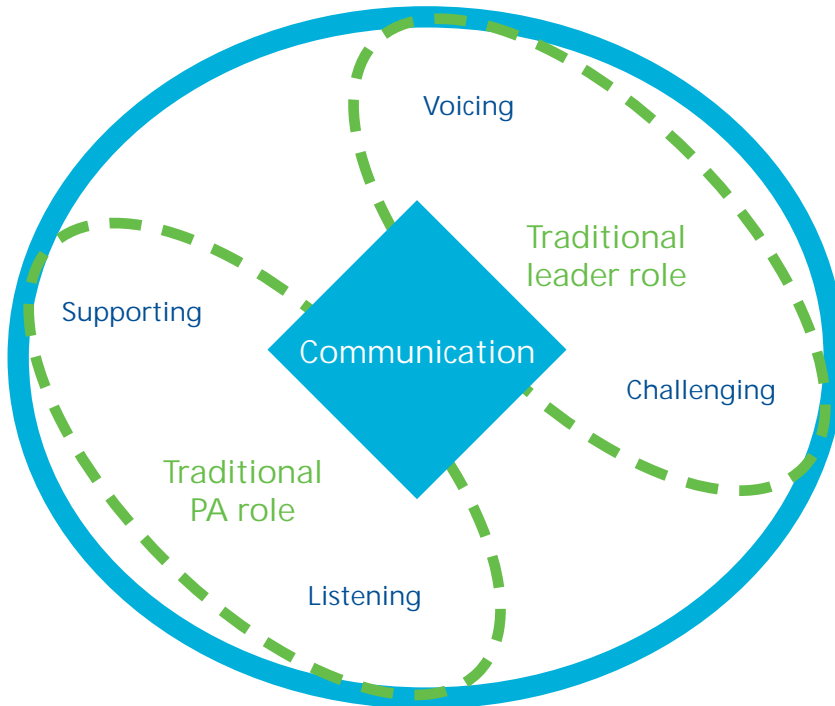 Voicing
Traditional
leader role
Supporting
Communication
Challenging
Traditional
PA role
Listening